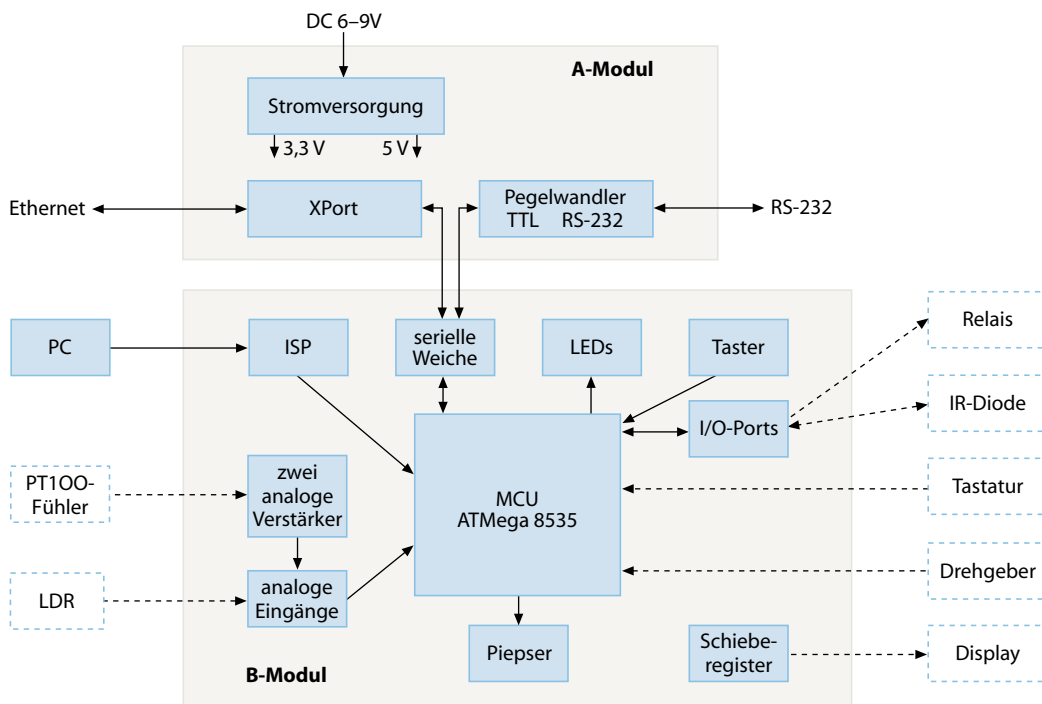 DC 6–9V
A-Modul
Stromversorgung
3,3 V
5 V
Ethernet
XPort
Pegelwandler
TTL RS-232
RS-232
PC
ISP
serielle
Weiche
LEDs
Taster
Relais
I/O-Ports
IR-Diode
PT100-
Fühler
zwei
analoge
Verstärker
MCU
ATMega 8535
Tastatur
LDR
analoge
Eingänge
Drehgeber
B-Modul
Piepser
Schiebe-
register
Display